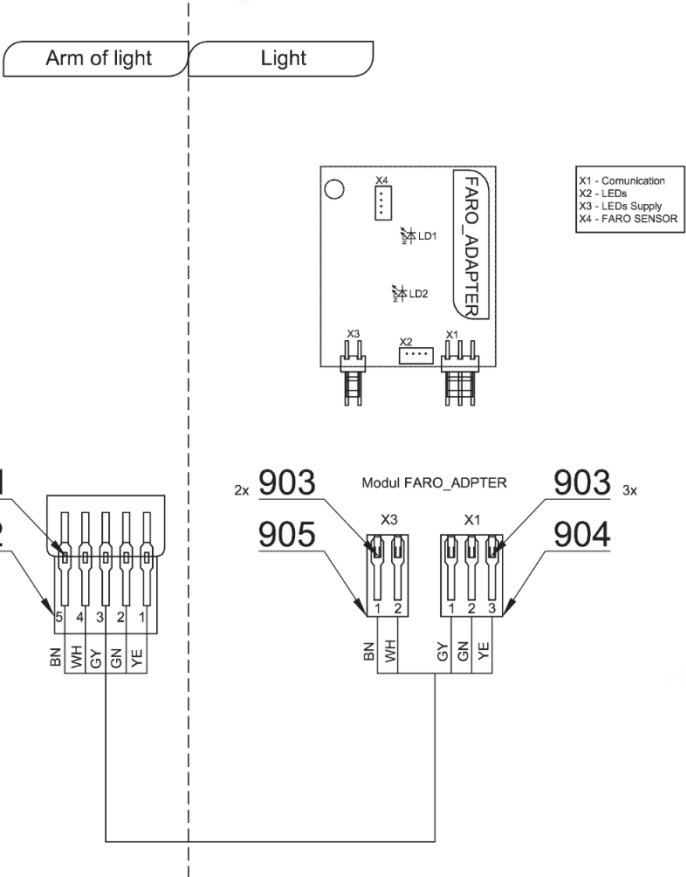 Arm of light
Light
X4
LD1
LD2
FARO_ADAPTER
X3
X2
X1
X1 - Comunication
X2 - LEDs
X3 - LEDs Supply
X4 - FARO SENSOR
2x 903
Modul FARO_ADPTER
903 3x
905
X3
X1
904
5 4 3 2 1
1 2
1 2 3
BN WH GY GN YE
BN WH
GY GN YE